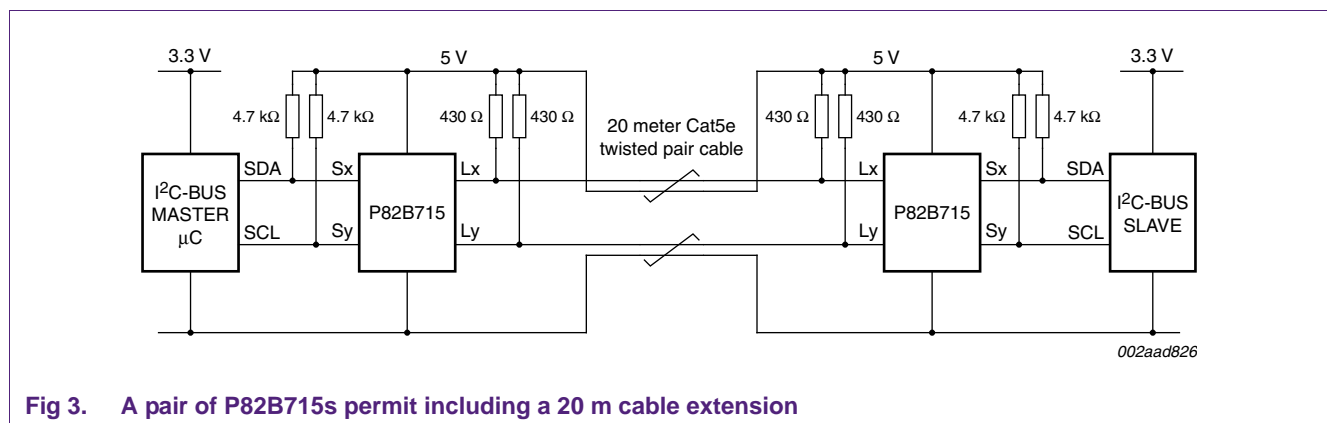 3.3 V
5 V
5 V
3.3 V
4.7 kΩ
4.7 kΩ
430 Ω
430 Ω
20 meter Cat5e
twisted pair cable
430 Ω
430 Ω
4.7 kΩ
4.7 kΩ
I²C-BUS
MASTER
μC
SDA
SCL
Sx
Sy
P82B715
Lx
Ly
Lx
Ly
P82B715
Sx
Sy
SDA
SCL
I²C-BUS
SLAVE
002aad826
Fig 3. A pair of P82B715s permit including a 20 m cable extension